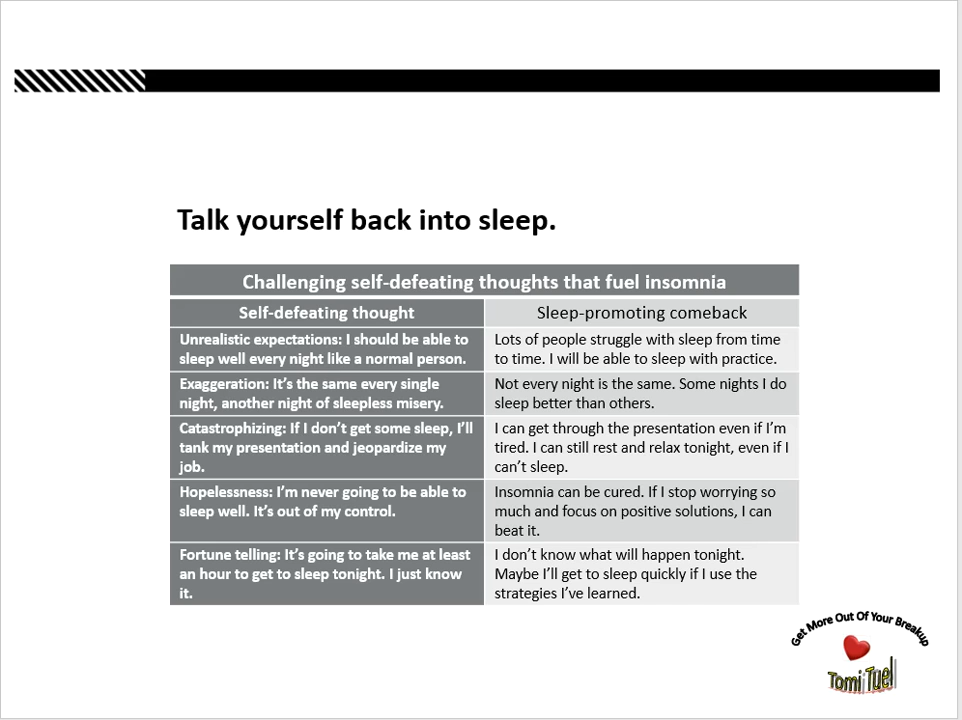 Talk yourself back into sleep.
Challenging self-defeating thoughts that fuel insomnia
Self-defeating thought
Sleep-promoting comeback
Unrealistic expectations: I should be able to
sleep well every night like a normal person.
Lots of people struggle with sleep from time
to time. I will be able to sleep with practice.
Exaggeration: It’s the same every single
night, another night of sleepless misery.
Not every night is the same. Some nights I do
sleep better than others.
Catastrophizing: If I don’t get some sleep, I’ll
tank my presentation and jeopardize my
job.
I can get through the presentation even if I’m
tired. I can still rest and relax tonight, even if I
can’t sleep.
Hopelessness: I’m never going to be able to
sleep well. It’s out of my control.
Insomnia can be cured. If I stop worrying so
much and focus on positive solutions, I can
beat it.
Fortune telling: It’s going to take me at least
an hour to get to sleep tonight. I just know
it.
I don’t know what will happen tonight.
Maybe I’ll get to sleep quickly if I use the
strategies I’ve learned.
Get More Out Of Your Breakup
Tomi Tuel